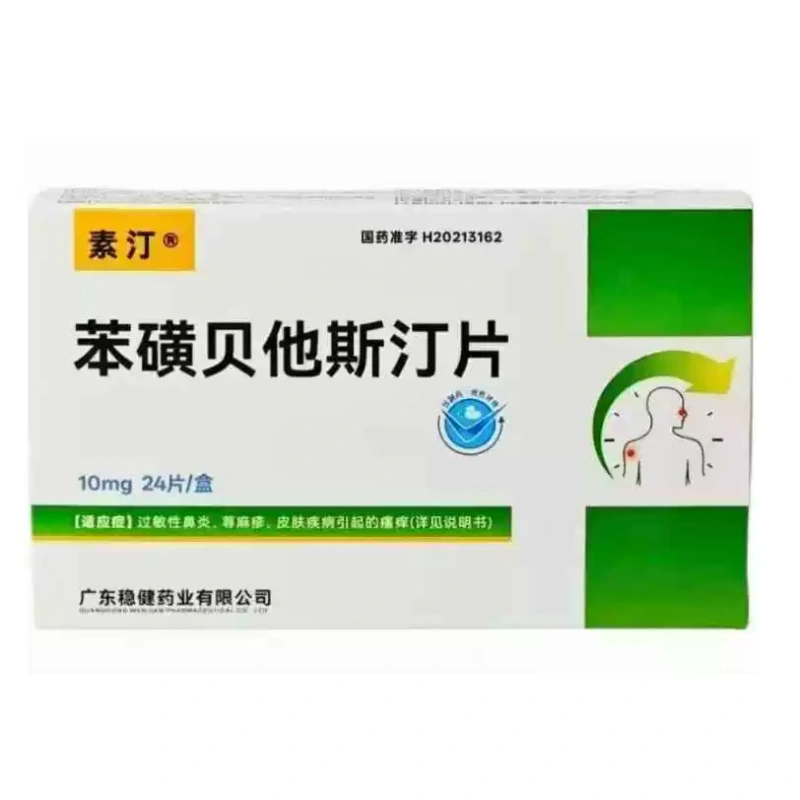 素汀®
国药准字 H20213162
苯磺贝他斯汀片
10mg 24片/盒
【适应症】过敏性鼻炎、荨麻疹、皮肤疾病引起的瘙痒(详见说明书)
广东稳健药业有限公司